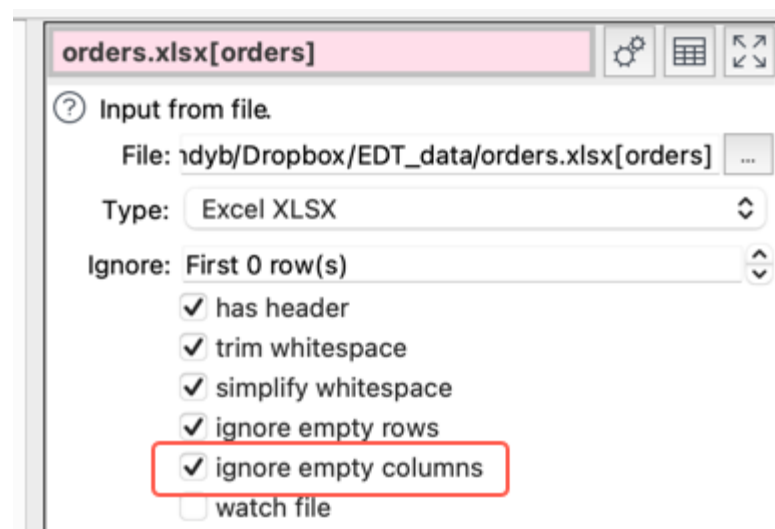 orders.xlsx[orders]
? Input from file.
File: ndyb/Dropbox/EDT_data/orders.xlsx[orders] ...
Type: Excel XLSX
Ignore: First 0 row(s)
has header
trim whitespace
simplify whitespace
ignore empty rows
ignore empty columns
watch file